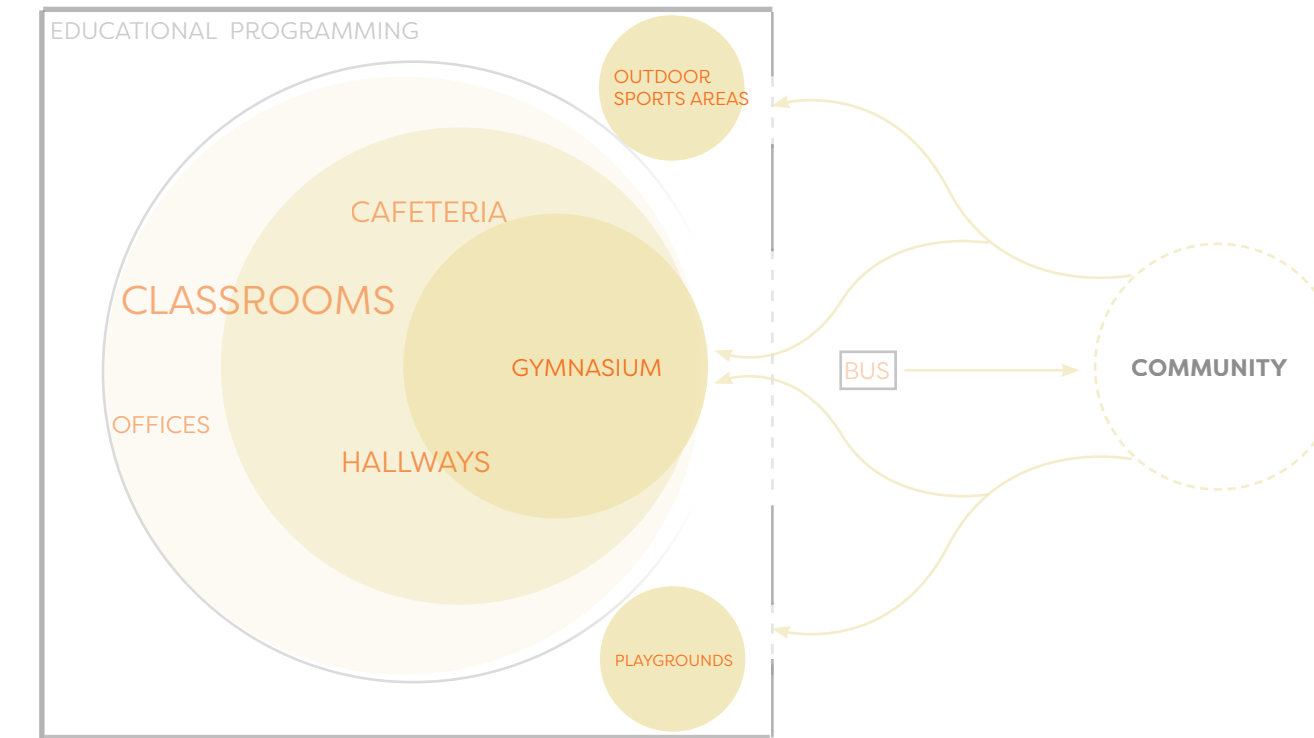 EDUCATIONAL PROGRAMMING
OUTDOOR
SPORTS AREAS
CAFETERIA
CLASSROOMS
GYMNASIUM
BUS
COMMUNITY
OFFICES
HALLWAYS
PLAYGROUNDS